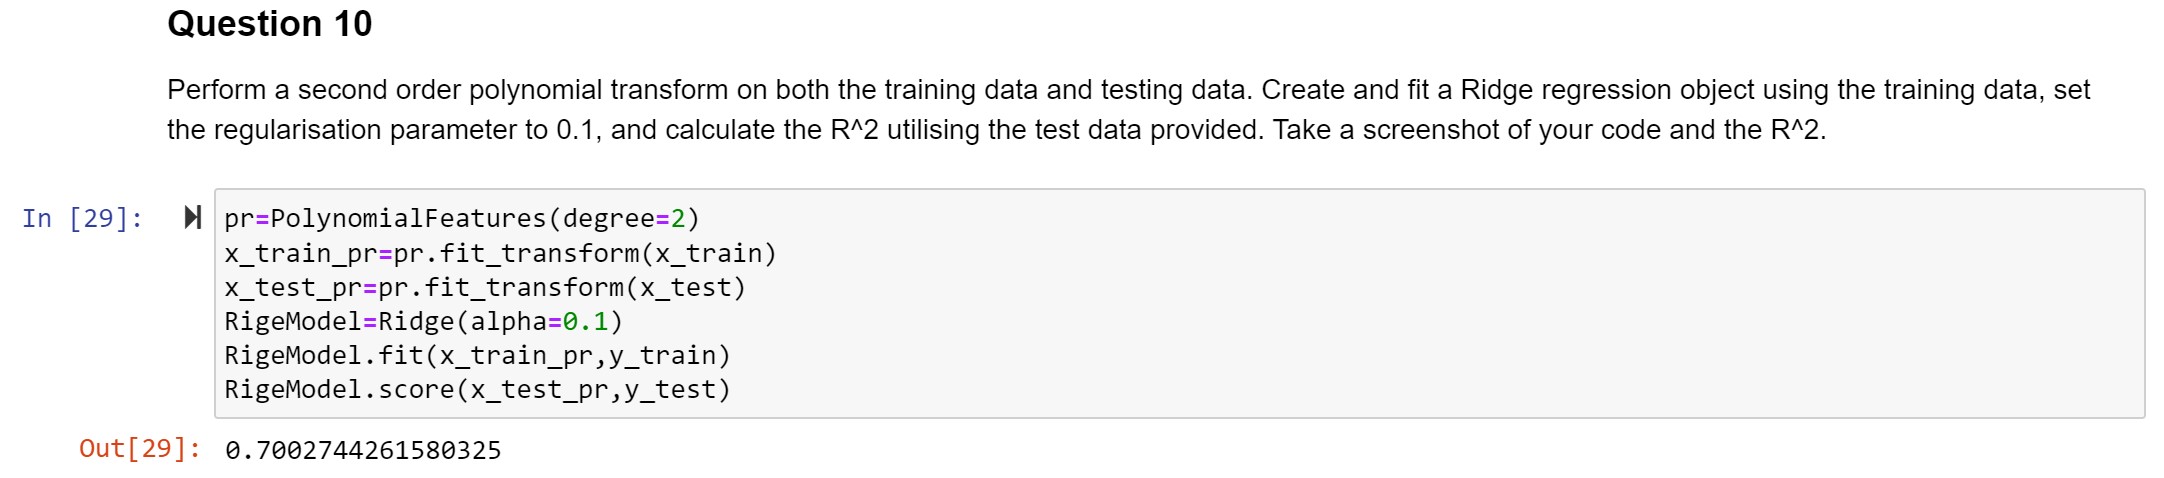 Question 10
Perform a second order polynomial transform on both the training data and testing data. Create and fit a Ridge regression object using the training data, set
the regularisation parameter to 0.1, and calculate the R^2 utilising the test data provided. Take a screenshot of your code and the R^2.
In [29]: pr=PolynomialFeatures(degree=2)
x_train_pr=pr.fit_transform(x_train)
x_test_pr=pr.fit_transform(x_test)
RigeModel=Ridge(alpha=0.1)
RigeModel.fit(x_train_pr,y_train)
RigeModel.score(x_test_pr,y_test)
Out[29]: 0.7002744261580325